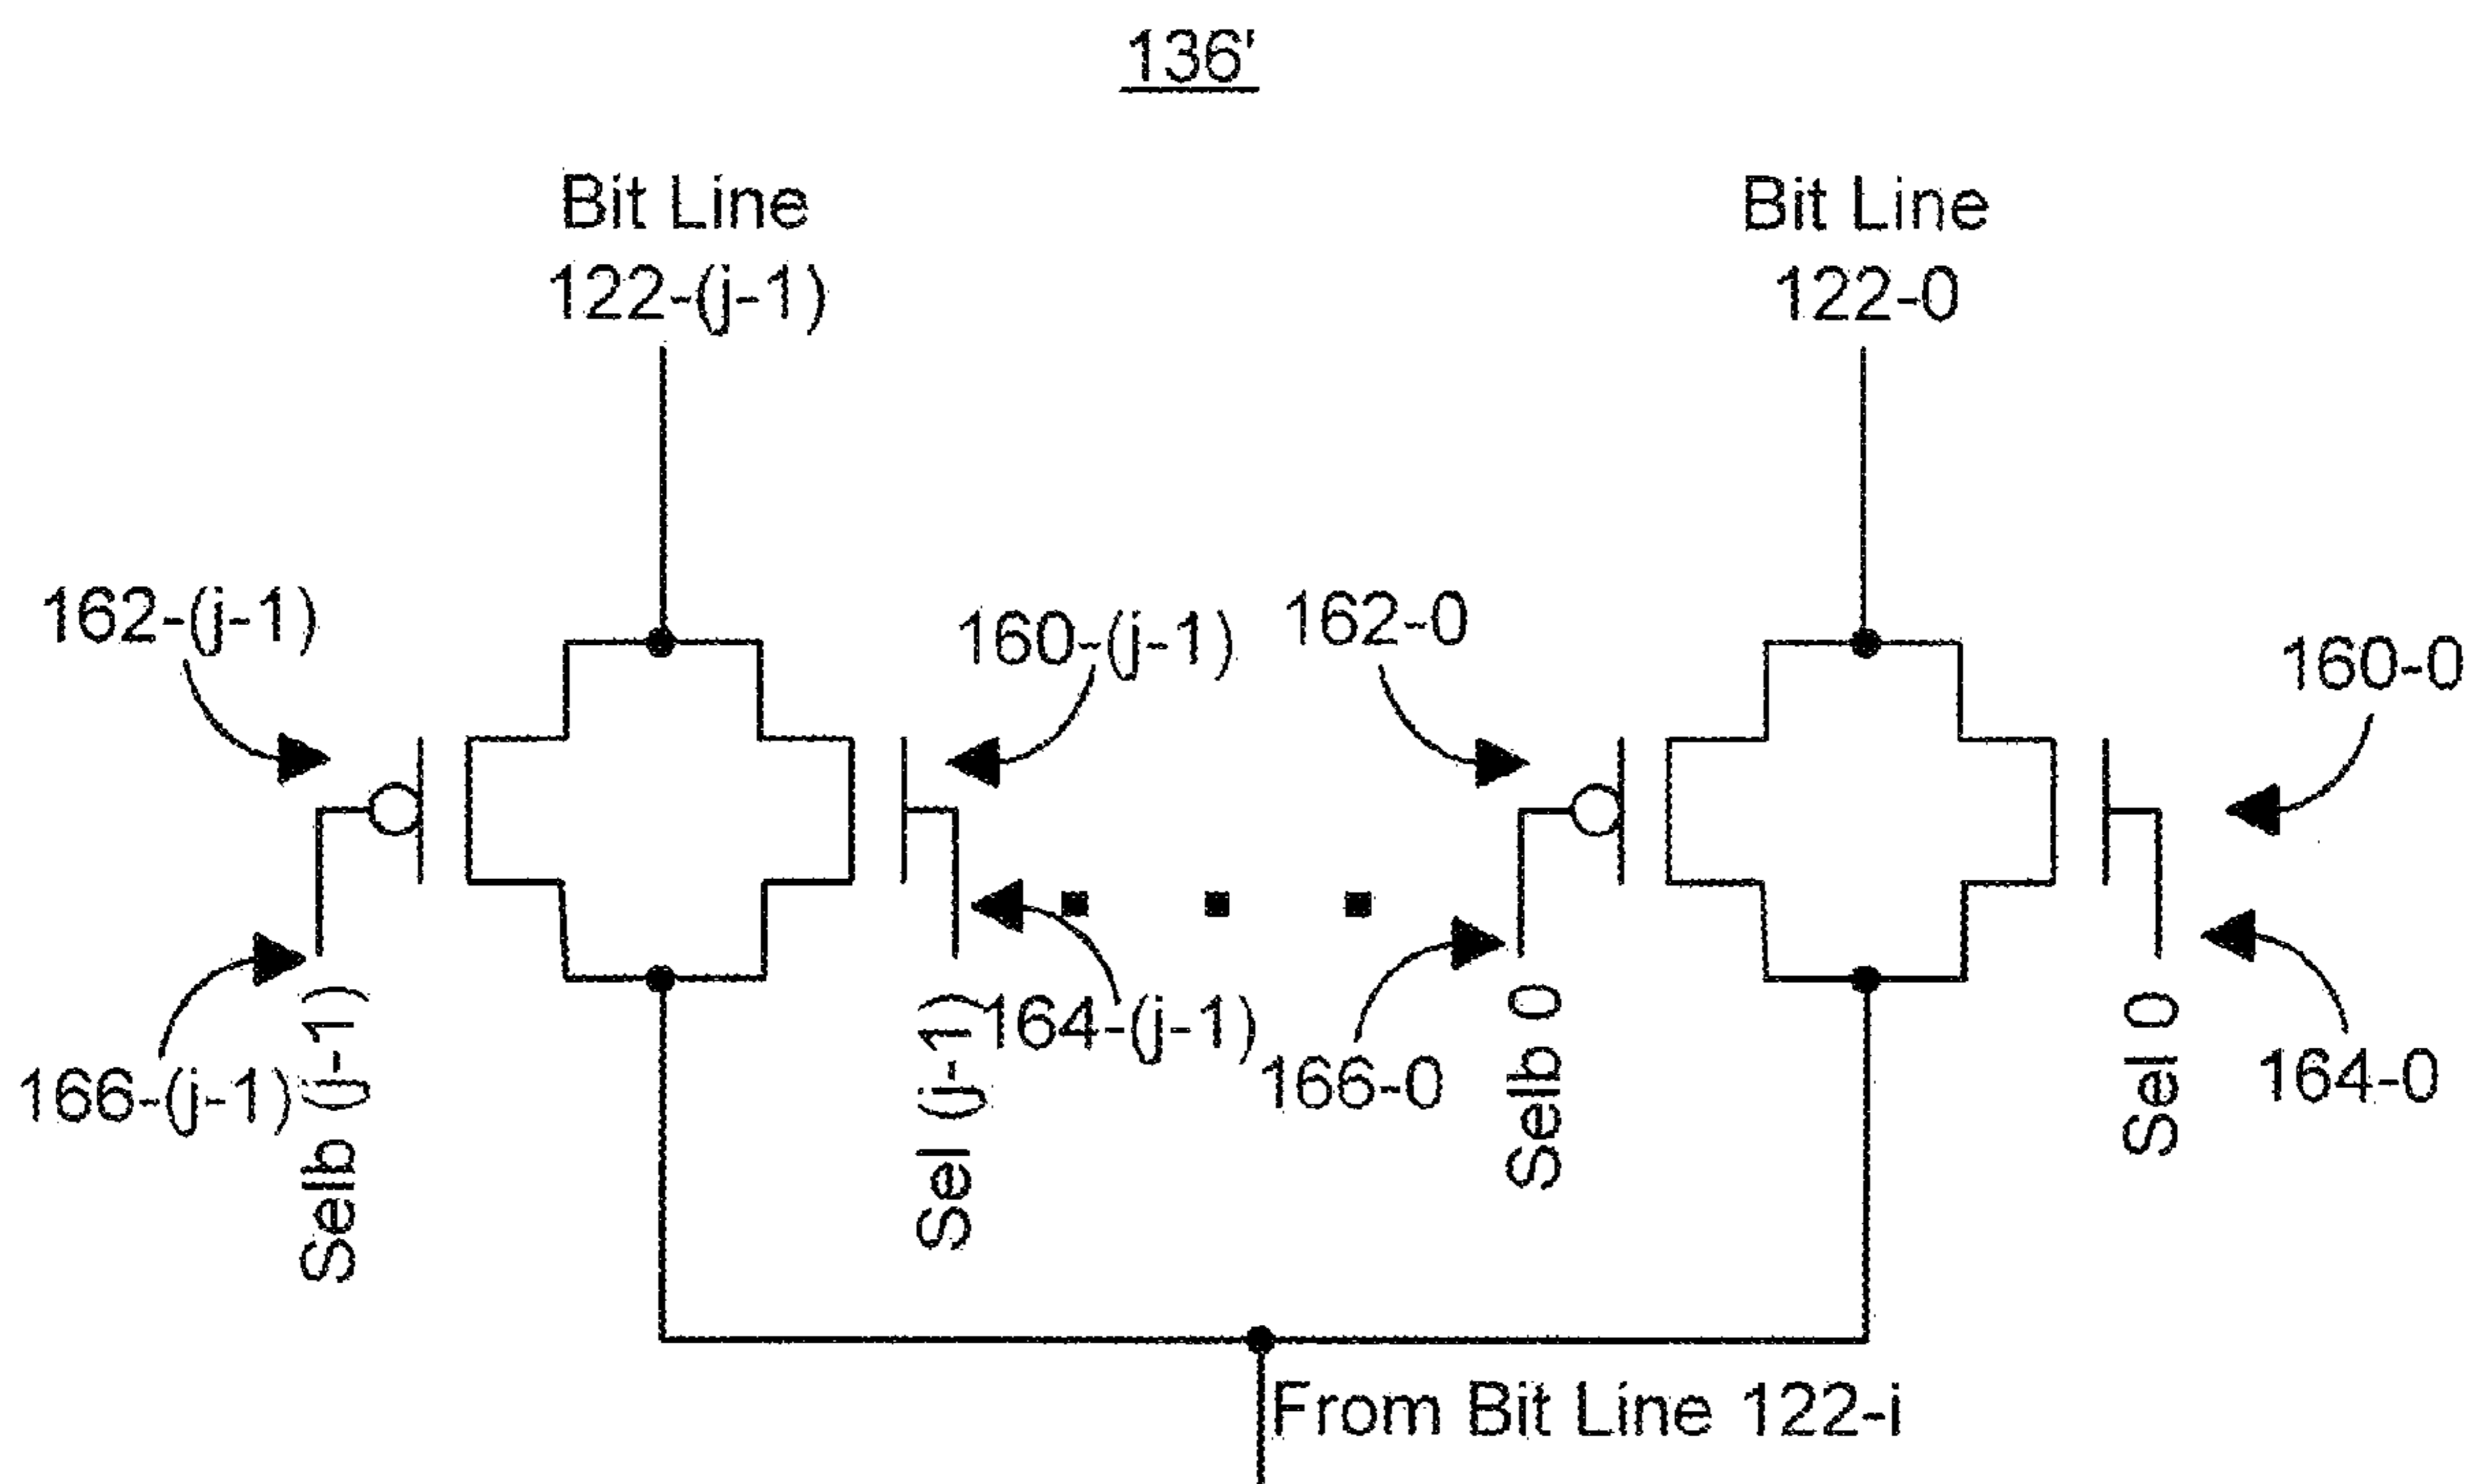 136'
Bit Line
122-(j-1)
Bit Line
122-0
162-(j-1)
160-(j-1)
162-0
160-0
166-(j-1)
Selb (j-1)
Sel (j-1)
164-(j-1)
166-0
Selb 0
Sel 0
164-0
From Bit Line 122-i